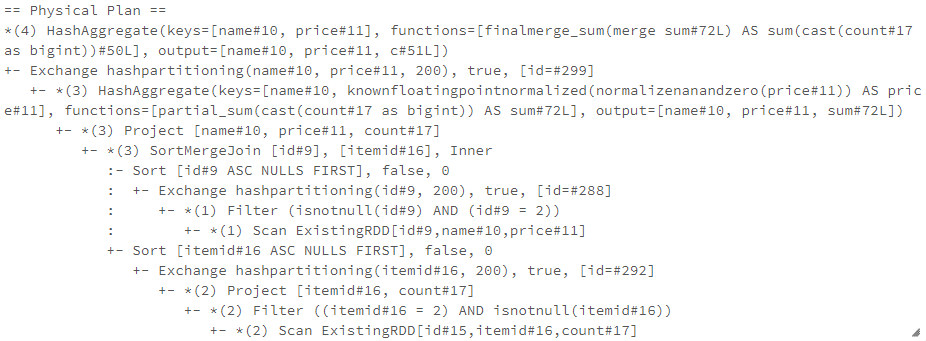 == Physical Plan ==
*(4) HashAggregate(keys=[name#10, price#11], functions=[finalmerge_sum(merge sum#72L) AS sum(cast(count#17
as bigint))#50L], output=[name#10, price#11, c#51L])
+- Exchange hashpartitioning(name#10, price#11, 200), true, [id=#299]
   +- *(3) HashAggregate(keys=[name#10, knownfloatingpointnormalized(normalizenanandzero(price#11)) AS pric
e#11], functions=[partial_sum(cast(count#17 as bigint)) AS sum#72L], output=[name#10, price#11, sum#72L])
      +- *(3) Project [name#10, price#11, count#17]
         +- *(3) SortMergeJoin [id#9], [itemid#16], Inner
            :- Sort [id#9 ASC NULLS FIRST], false, 0
            :  +- Exchange hashpartitioning(id#9, 200), true, [id=#288]
            :     +- *(1) Filter (isnotnull(id#9) AND (id#9 = 2))
            :        +- *(1) Scan ExistingRDD[id#9,name#10,price#11]
            +- Sort [itemid#16 ASC NULLS FIRST], false, 0
               +- Exchange hashpartitioning(itemid#16, 200), true, [id=#292]
                  +- *(2) Project [itemid#16, count#17]
                     +- *(2) Filter ((itemid#16 = 2) AND isnotnull(itemid#16))
                        +- *(2) Scan ExistingRDD[id#15,itemid#16,count#17]